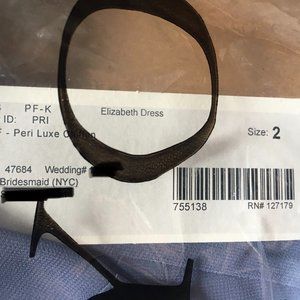 PF-K
Elizabeth Dress
ID: PRI
- Peri Luxe Chiffon
Size: 2
47684 Wedding#
Bridesmaid (NYC)
755138
RN# 127179